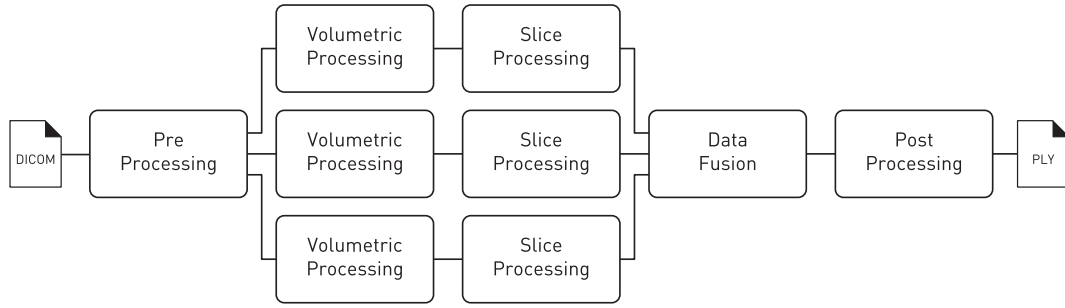 DICOM
Pre
Processing
Volumetric
Processing
Slice
Processing
Volumetric
Processing
Slice
Processing
Volumetric
Processing
Slice
Processing
Data
Fusion
Post
Processing
PLY